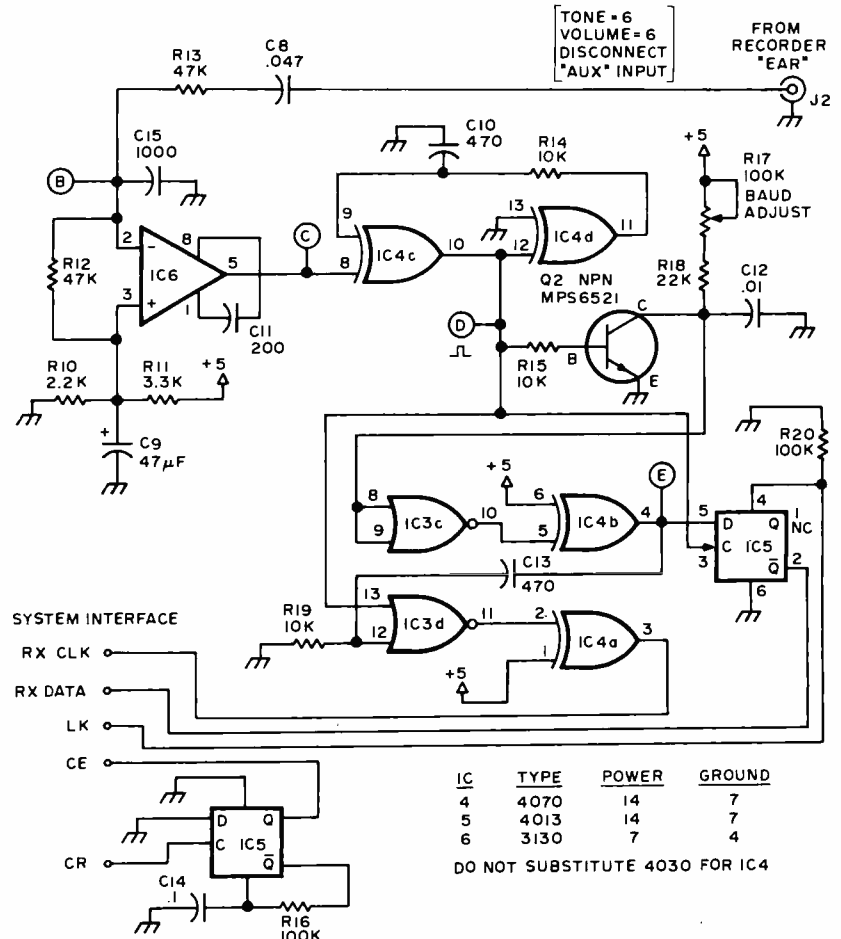 TONE = 6
VOLUME = 6
DISCONNECT
"AUX" INPUT
FROM
RECORDER
"EAR"
J2
R13
47K
C8
.047
C15
1000
B
C10
470
R14
10K
+5
R17
100K
BAUD
ADJUST
R12
47K
2
−
8
IC6
5
3
+
1
C11
200
C
9
8
IC4c
10
13
12
IC4d
11
Q2 NPN
MPS6521
R18
22K
C12
.01
D
R15
10K
B
C
E
R10
2.2K
R11
3.3K
+5
+
C9
47µF
R20
100K
+5
E
8
9
IC3c
10
6
5
IC4b
4
C13
470
5
D
C
3
4
Q
IC5
Q̅
1
NC
2
6
R19
10K
13
12
IC3d
11
2
1
IC4a
3
+5
SYSTEM INTERFACE
RX CLK
RX DATA
LK
CE
CR
D
Q
C
IC5
Q̅
C14
.1
R16
100K
IC TYPE POWER GROUND
4 4070 14 7
5 4013 14 7
6 3130 7 4
DO NOT SUBSTITUTE 4030 FOR IC4